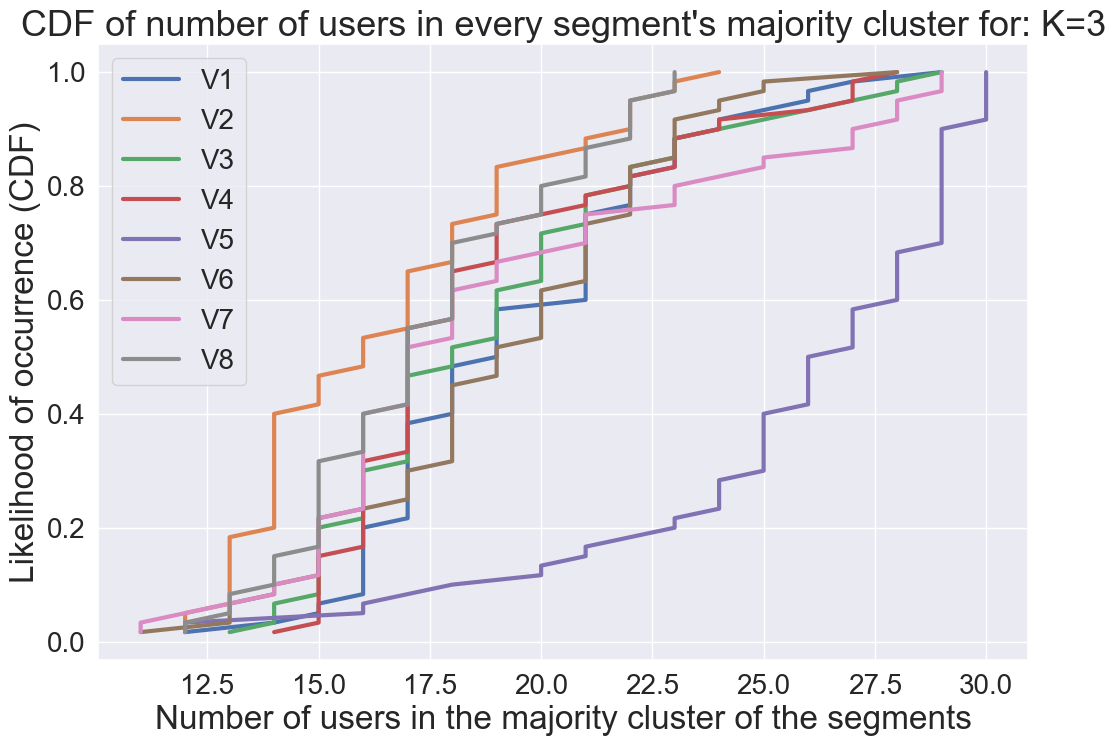 CDF of number of users in every segment's majority cluster for: K=3
Likelihood of occurrence (CDF)
1.0
0.8
0.6
0.4
0.2
0.0
V1
V2
V3
V4
V5
V6
V7
V8
12.5 15.0 17.5 20.0 22.5 25.0 27.5 30.0
Number of users in the majority cluster of the segments